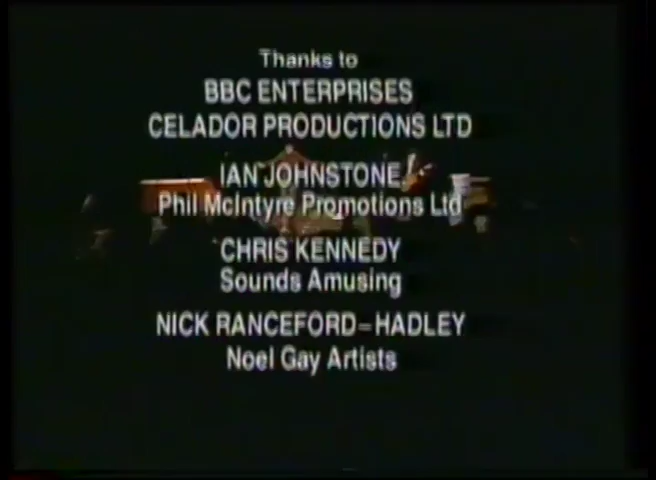 Thanks to
BBC ENTERPRISES
CELADOR PRODUCTIONS LTD
IAN JOHNSTONE
Phil McIntyre Promotions Ltd
CHRIS KENNEDY
Sounds Amusing
NICK RANCEFORD-HADLEY
Noel Gay Artists